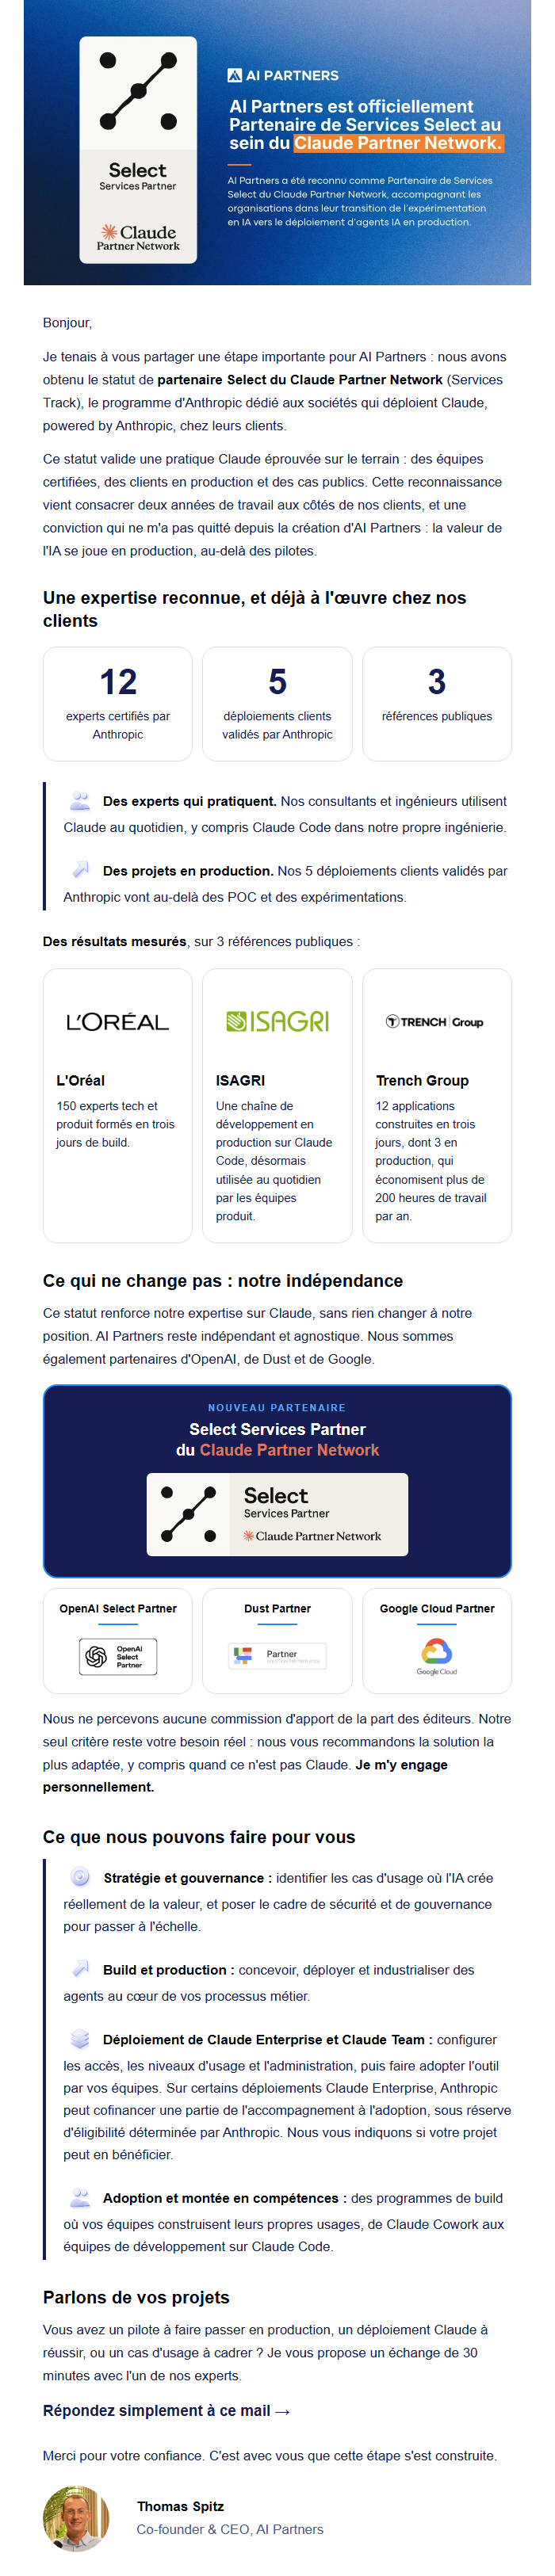 AI PARTNERS
AI Partners est officiellement
Partenaire de Services Select au
sein du Claude Partner Network.
AI Partners a été reconnu comme Partenaire de Services
Select du Claude Partner Network, accompagnant les
organisations dans leur transition de l'expérimentation
en IA vers le déploiement d'agents IA en production.
Select
Services Partner
Claude
Partner Network
Bonjour,
Je tenais à vous partager une étape importante pour AI Partners : nous avons
obtenu le statut de partenaire Select du Claude Partner Network (Services
Track), le programme d'Anthropic dédié aux sociétés qui déploient Claude,
powered by Anthropic, chez leurs clients.
Ce statut valide une pratique Claude éprouvée sur le terrain : des équipes
certifiées, des clients en production et des cas publics. Cette reconnaissance
vient consacrer deux années de travail aux côtés de nos clients, et une
conviction qui ne m'a pas quitté depuis la création d'AI Partners : la valeur de
l'IA se joue en production, au-delà des pilotes.
Une expertise reconnue, et déjà à l'œuvre chez nos
clients
12
experts certifiés par
Anthropic
5
déploiements clients
validés par Anthropic
3
références publiques
Des experts qui pratiquent. Nos consultants et ingénieurs utilisent
Claude au quotidien, y compris Claude Code dans notre propre ingénierie.
Des projets en production. Nos 5 déploiements clients validés par
Anthropic vont au-delà des POC et des expérimentations.
Des résultats mesurés, sur 3 références publiques :
L'ORÉAL
L'Oréal
150 experts tech et
produit formés en trois
jours de build.
ISAGRI
ISAGRI
Une chaîne de
développement en
production sur Claude
Code, désormais
utilisée au quotidien
par les équipes
produit.
TRENCH Group
Trench Group
12 applications
construites en trois
jours, dont 3 en
production, qui
économisent plus de
200 heures de travail
par an.
Ce qui ne change pas : notre indépendance
Ce statut renforce notre expertise sur Claude, sans rien changer à notre
position. AI Partners reste indépendant et agnostique. Nous sommes
également partenaires d'OpenAI, de Dust et de Google.
NOUVEAU PARTENAIRE
Select Services Partner
du Claude Partner Network
Select
Services Partner
Claude Partner Network
OpenAI Select Partner
OpenAI
Select
Partner
Dust Partner
Partner
Google Cloud Partner
Google Cloud
Nous ne percevons aucune commission d'apport de la part des éditeurs. Notre
seul critère reste votre besoin réel : nous vous recommandons la solution la
plus adaptée, y compris quand ce n'est pas Claude. Je m'y engage
personnellement.
Ce que nous pouvons faire pour vous
Stratégie et gouvernance : identifier les cas d'usage où l'IA crée
réellement de la valeur, et poser le cadre de sécurité et de gouvernance
pour passer à l'échelle.
Build et production : concevoir, déployer et industrialiser des
agents au cœur de vos processus métier.
Déploiement de Claude Enterprise et Claude Team : configurer
les accès, les niveaux d'usage et l'administration, puis faire adopter l'outil
par vos équipes. Sur certains déploiements Claude Enterprise, Anthropic
peut cofinancer une partie de l'accompagnement à l'adoption, sous réserve
d'éligibilité déterminée par Anthropic. Nous vous indiquons si votre projet
peut en bénéficier.
Adoption et montée en compétences : des programmes de build
où vos équipes construisent leurs propres usages, de Claude Cowork aux
équipes de développement sur Claude Code.
Parlons de vos projets
Vous avez un pilote à faire passer en production, un déploiement Claude à
réussir, ou un cas d'usage à cadrer ? Je vous propose un échange de 30
minutes avec l'un de nos experts.
Répondez simplement à ce mail →
Merci pour votre confiance. C'est avec vous que cette étape s'est construite.
Thomas Spitz
Co-founder & CEO, AI Partners